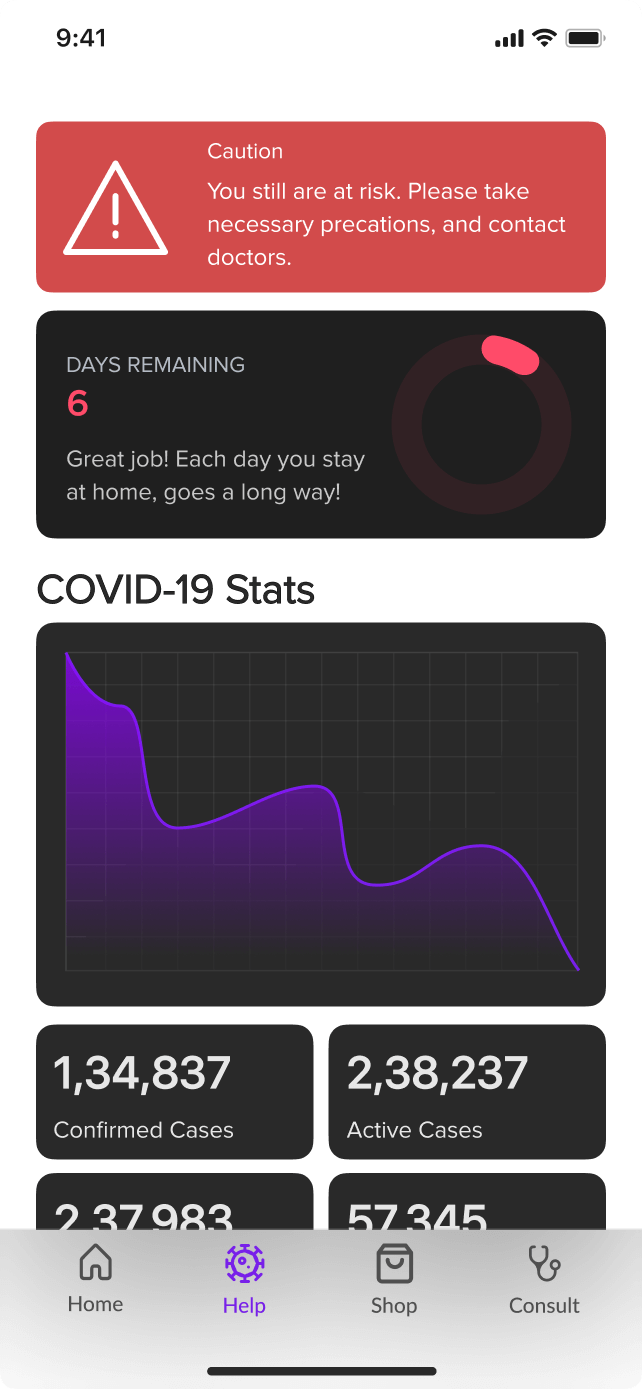 9:41
Caution
You still are at risk. Please take
necessary precations, and contact
doctors.
DAYS REMAINING
6
Great job! Each day you stay
at home, goes a long way!
COVID-19 Stats
1,34,837
Confirmed Cases
2,38,237
Active Cases
2,37,983
57,345
Home
Help
Shop
Consult